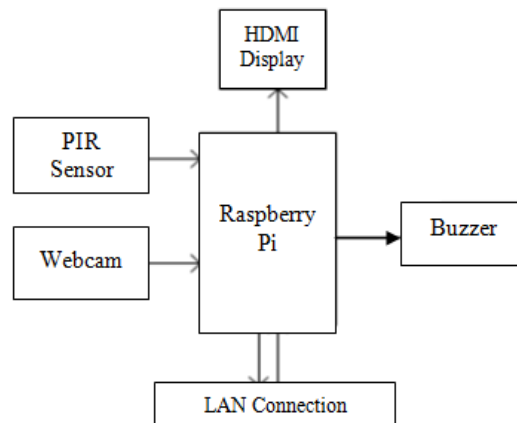 HDMI
Display
PIR
Sensor
Raspberry
Pi
Buzzer
Webcam
LAN Connection